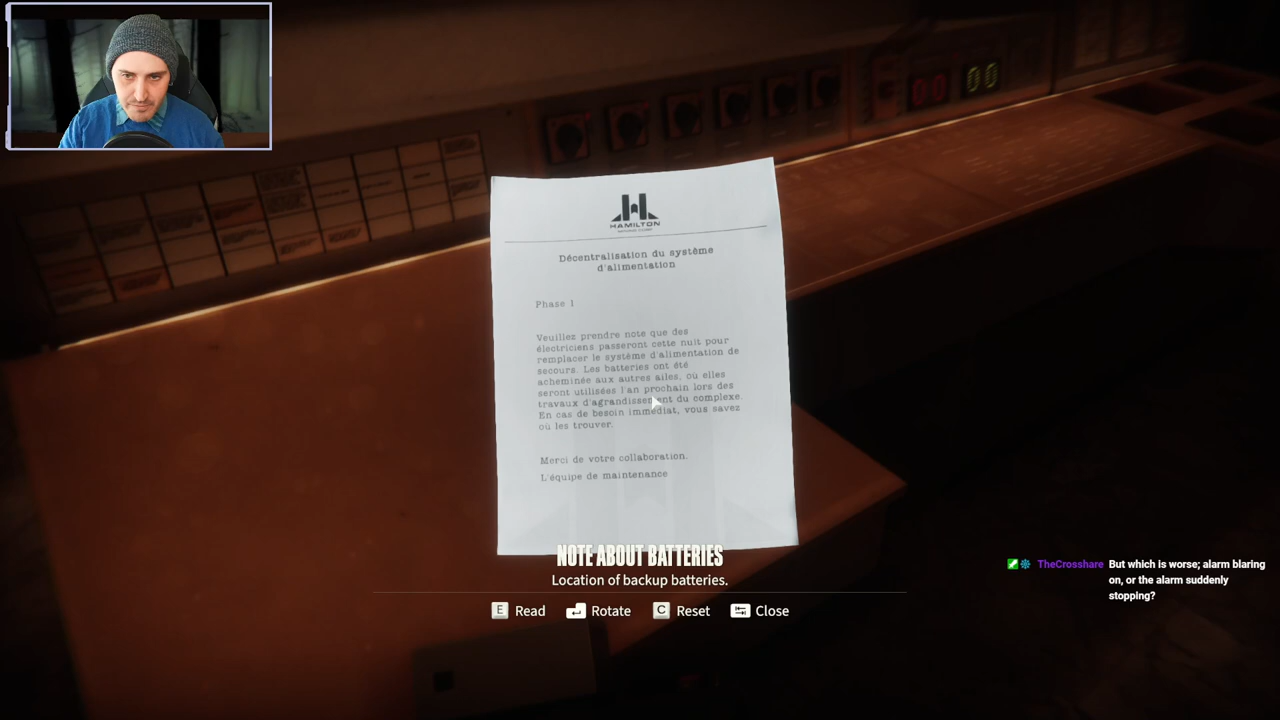 HAMILTON
Décentralisation du système
d'alimentation
Phase 1
Veuillez prendre note que des
électriciens passeront cette nuit pour
remplacer le système d'alimentation de
secours. Les batteries ont été
acheminée aux autres ailes, où elles
seront utilisées l'an prochain lors des
travaux d'agrandissement du complexe.
En cas de besoin immédiat, vous savez
où les trouver.
Merci de votre collaboration.
L'équipe de maintenance
NOTE ABOUT BATTERIES
Location of backup batteries.
E Read
Rotate
C Reset
Close
TheCrosshare But which is worse; alarm blaring
on, or the alarm suddenly
stopping?
00
00